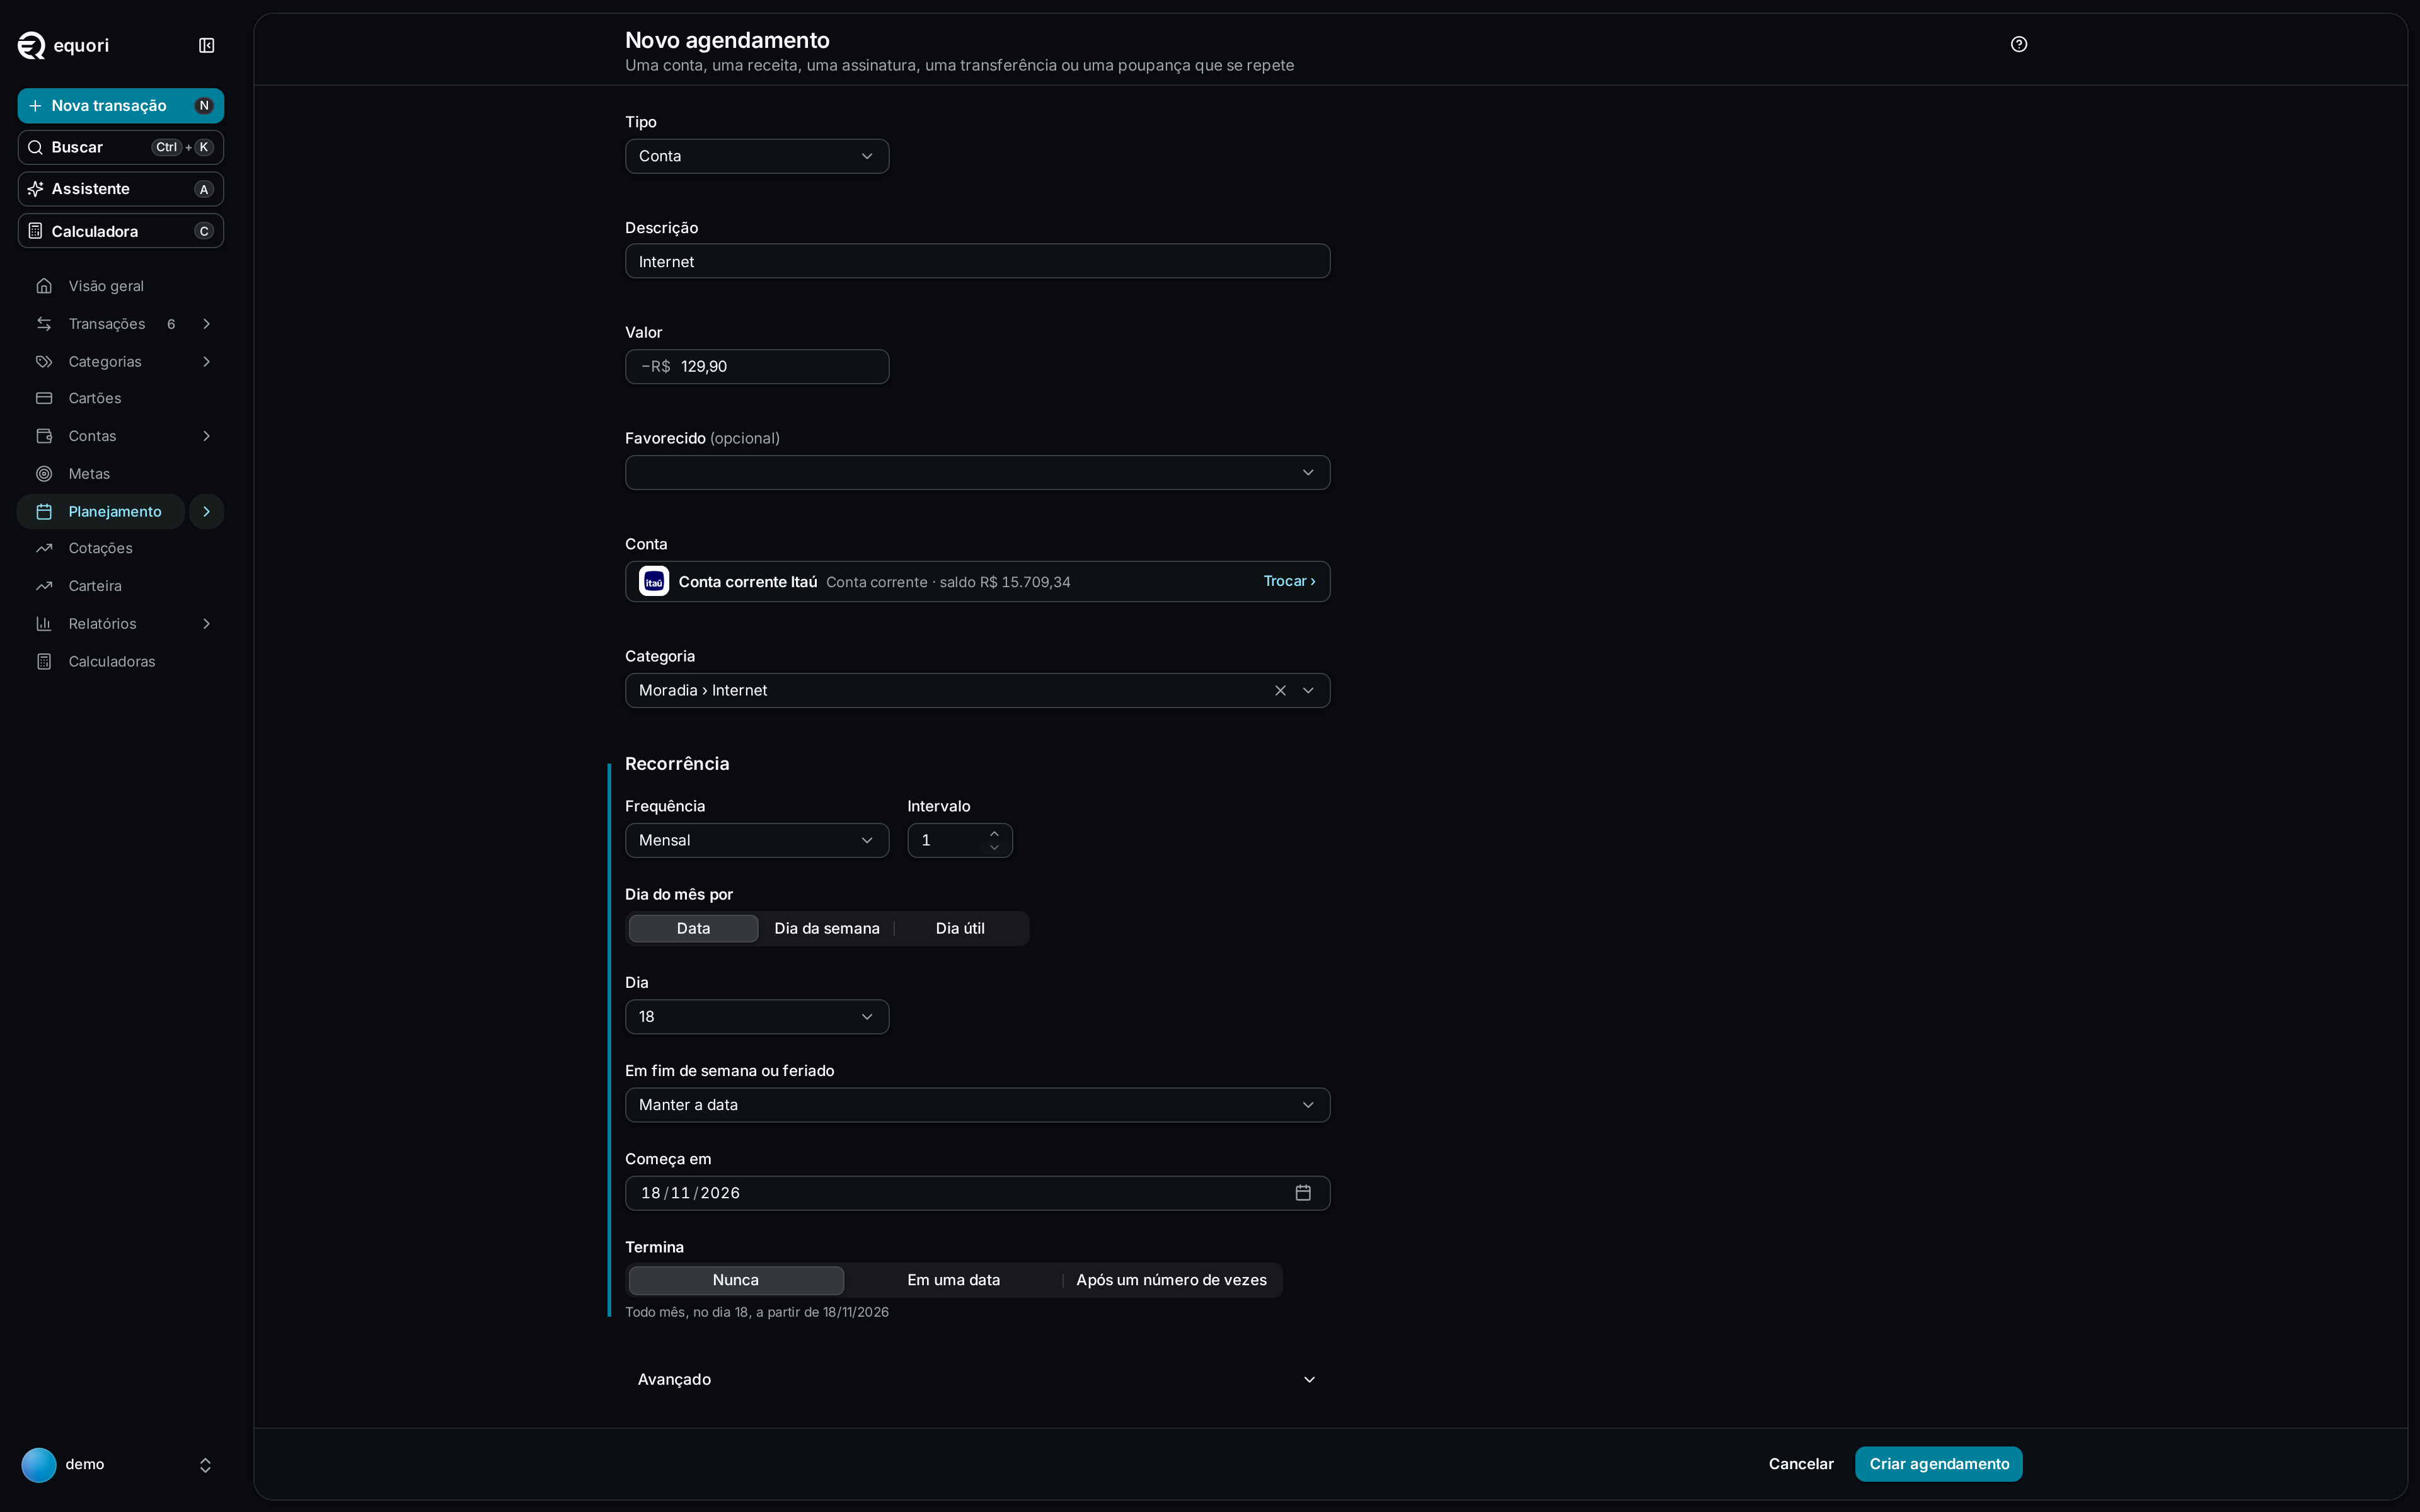 equori
Nova transação N
Buscar Ctrl + K
Assistente A
Calculadora C
Visão geral
Transações 6
Categorias
Cartões
Contas
Metas
Planejamento
Cotações
Carteira
Relatórios
Calculadoras
demo
Novo agendamento
Uma conta, uma receita, uma assinatura, uma transferência ou uma poupança que se repete
Tipo
Conta
Descrição
Internet
Valor
−R$ 129,90
Favorecido (opcional)
Conta
itaú Conta corrente Itaú Conta corrente · saldo R$ 15.709,34 Trocar ›
Categoria
Moradia › Internet
Recorrência
Frequência Intervalo
Mensal 1
Dia do mês por
Data Dia da semana Dia útil
Dia
18
Em fim de semana ou feriado
Manter a data
Começa em
18/11/2026
Termina
Nunca Em uma data Após um número de vezes
Todo mês, no dia 18, a partir de 18/11/2026
Avançado
Cancelar Criar agendamento